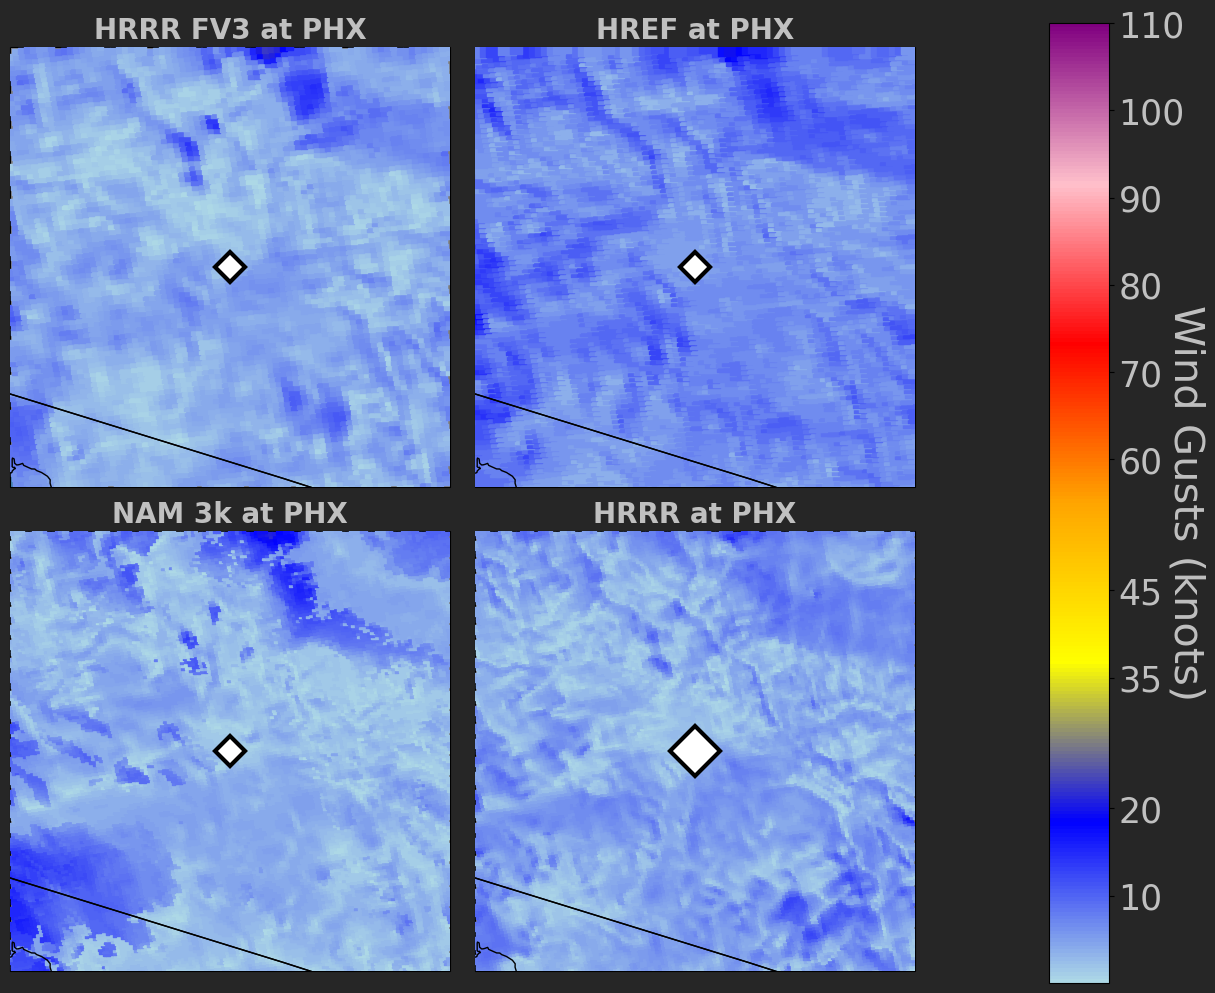 HRRR FV3 at PHX
HREF at PHX
NAM 3k at PHX
HRRR at PHX
110
100
90
80
70
60
45
35
20
10
Wind Gusts (knots)